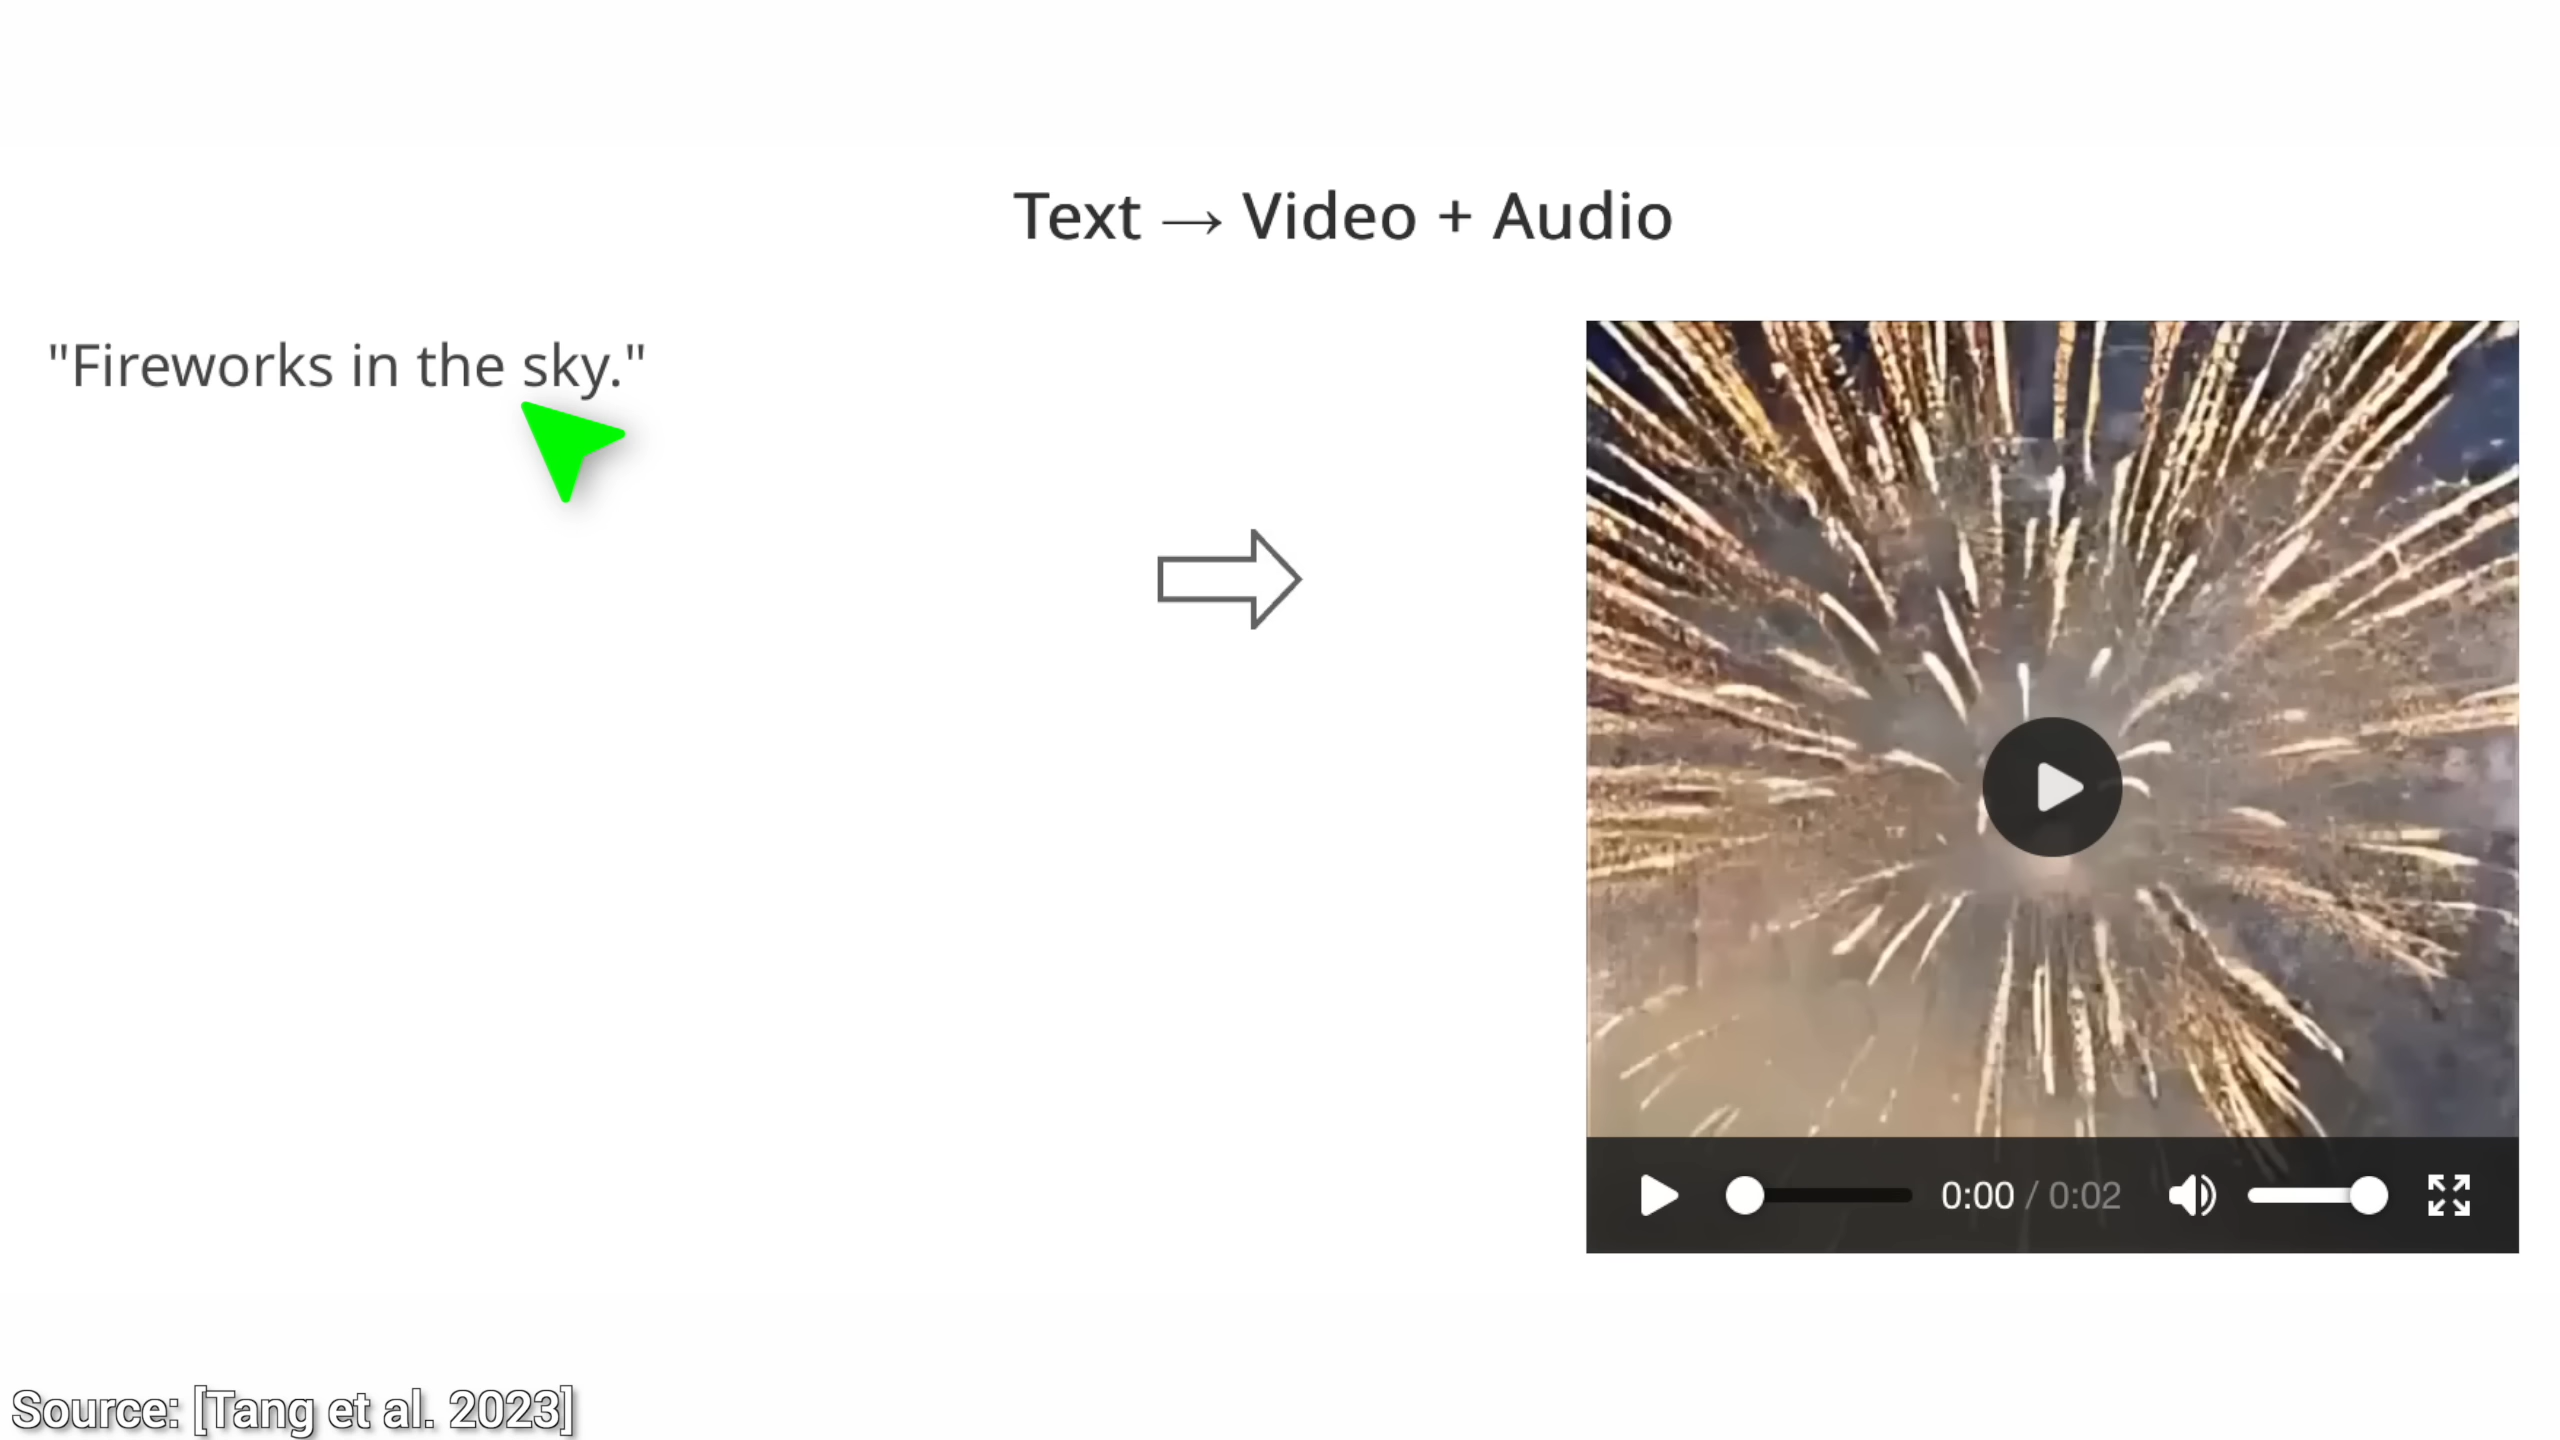 Text → Video + Audio
"Fireworks in the sky."
0:00 / 0:02
Source: [Tang et al. 2023]